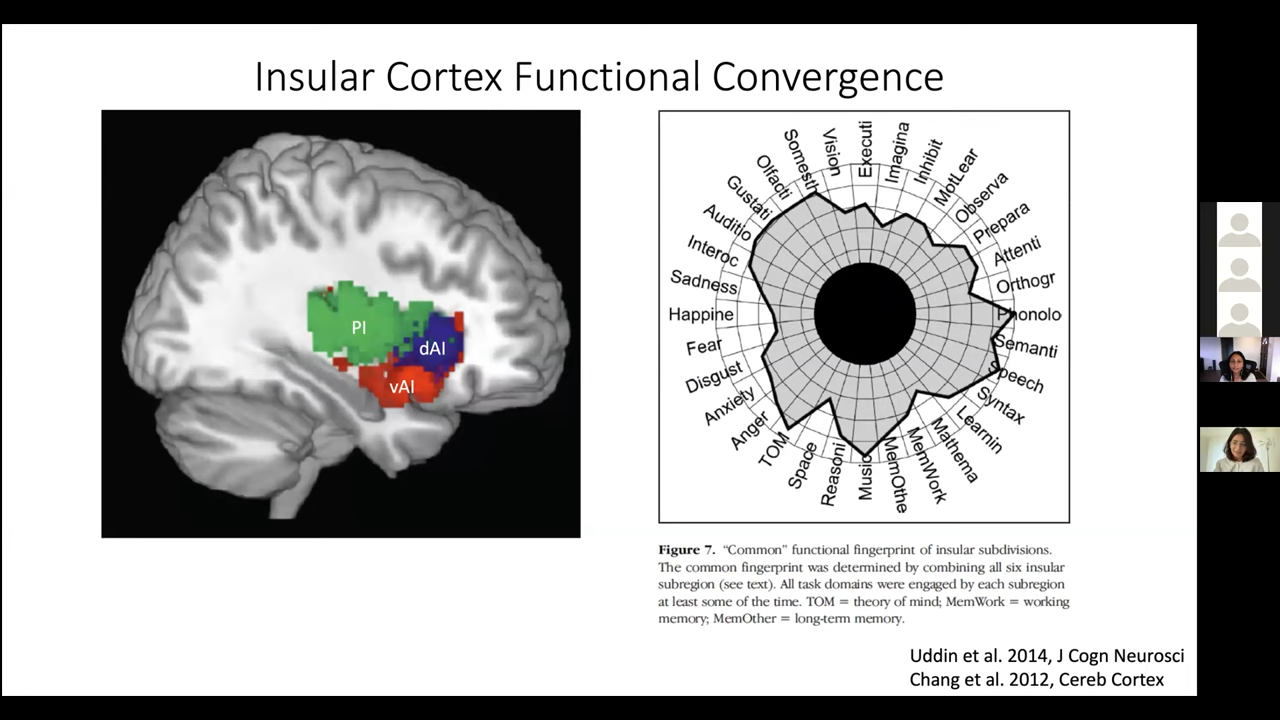 Insular Cortex Functional Convergence
PI
dAI
vAI
Executi
Imagina
Inhibit
MotLear
Observa
Prepara
Attenti
Orthogr
Phonolo
Semanti
Speech
Syntax
Learnin
Mathema
MemWork
MemOthe
Music
Reasoni
Space
TOM
Anger
Anxiety
Disgust
Fear
Happine
Sadness
Interoc
Auditio
Gustati
Olfacti
Somesth
Vision
Figure 7. “Common” functional fingerprint of insular subdivisions.
The common fingerprint was determined by combining all six insular
subregion (see text). All task domains were engaged by each subregion
at least some of the time. TOM = theory of mind; MemWork = working
memory; MemOther = long-term memory.
Uddin et al. 2014, J Cogn Neurosci
Chang et al. 2012, Cereb Cortex